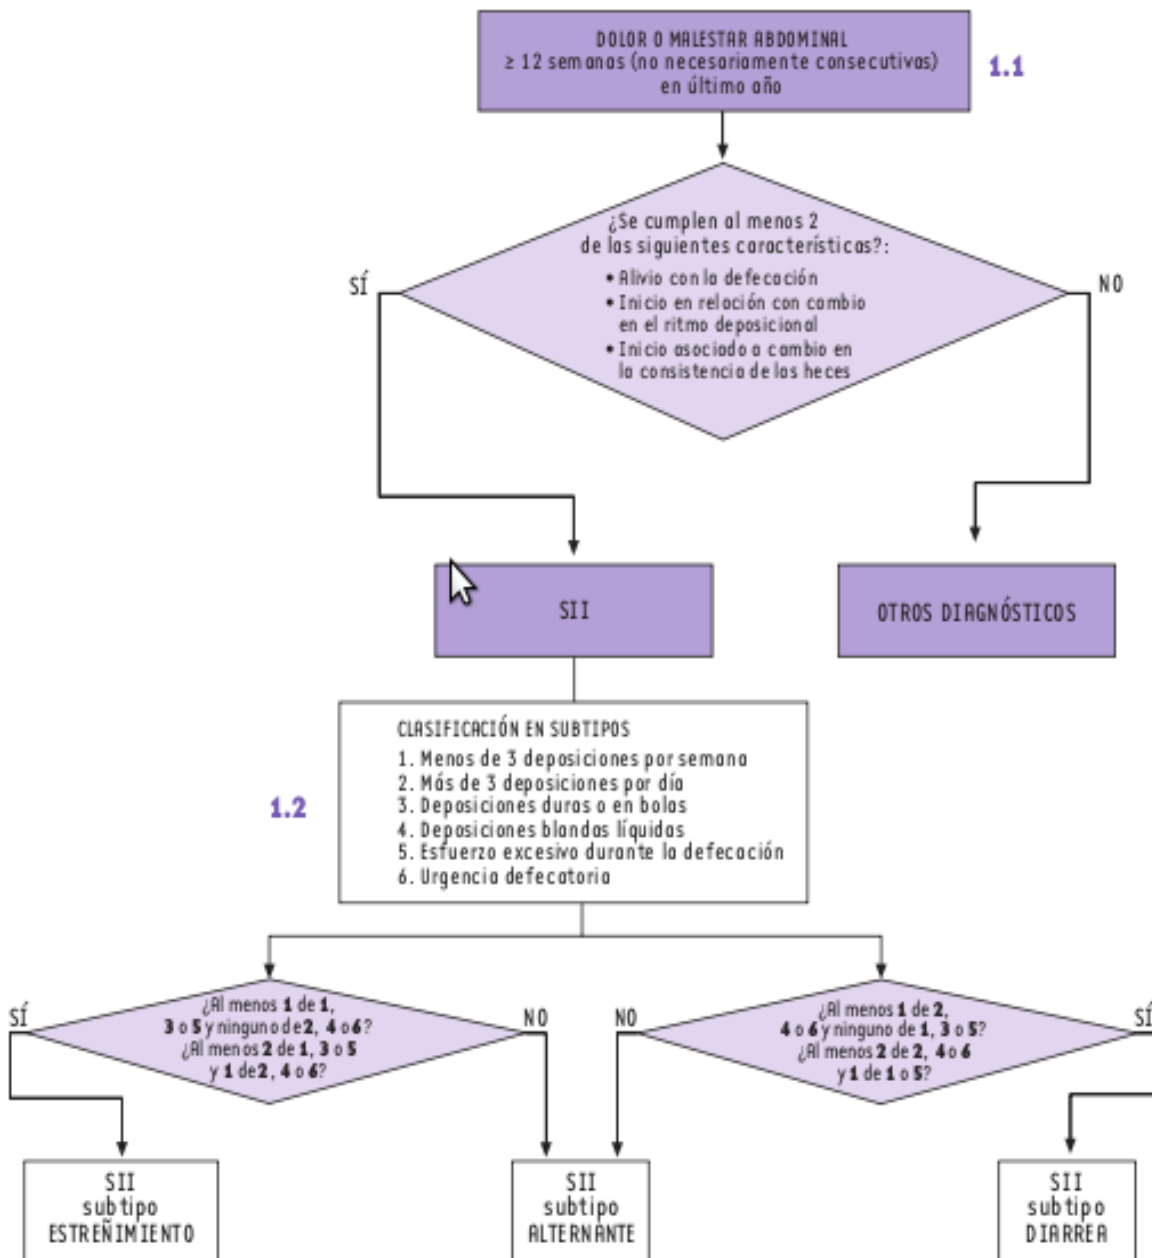 DOLOR O MALESTAR ABDOMINAL
≥ 12 semanas (no necesariamente consecutivas)
en último año
1.1
¿Se cumplen al menos 2
de las siguientes características?:
• Alivio con la defecación
• Inicio en relación con cambio
en el ritmo deposicional
• Inicio asociado a cambio en
la consistencia de las heces
SÍ
NO
SII
OTROS DIAGNÓSTICOS
CLASIFICACIÓN EN SUBTIPOS
1. Menos de 3 deposiciones por semana
2. Más de 3 deposiciones por día
3. Deposiciones duras o en bolas
4. Deposiciones blandas líquidas
5. Esfuerzo excesivo durante la defecación
6. Urgencia defecatoria
1.2
SÍ
¿Al menos 1 de 1,
3 o 5 y ninguno de 2, 4 o 6?
¿Al menos 2 de 1, 3 o 5
y 1 de 2, 4 o 6?
NO
NO
¿Al menos 1 de 2,
4 o 6 y ninguno de 1, 3 o 5?
¿Al menos 2 de 2, 4 o 6
y 1 de 1 o 5?
SÍ
SII
subtipo
ESTREÑIMIENTO
SII
subtipo
ALTERNANTE
SII
subtipo
DIARREA